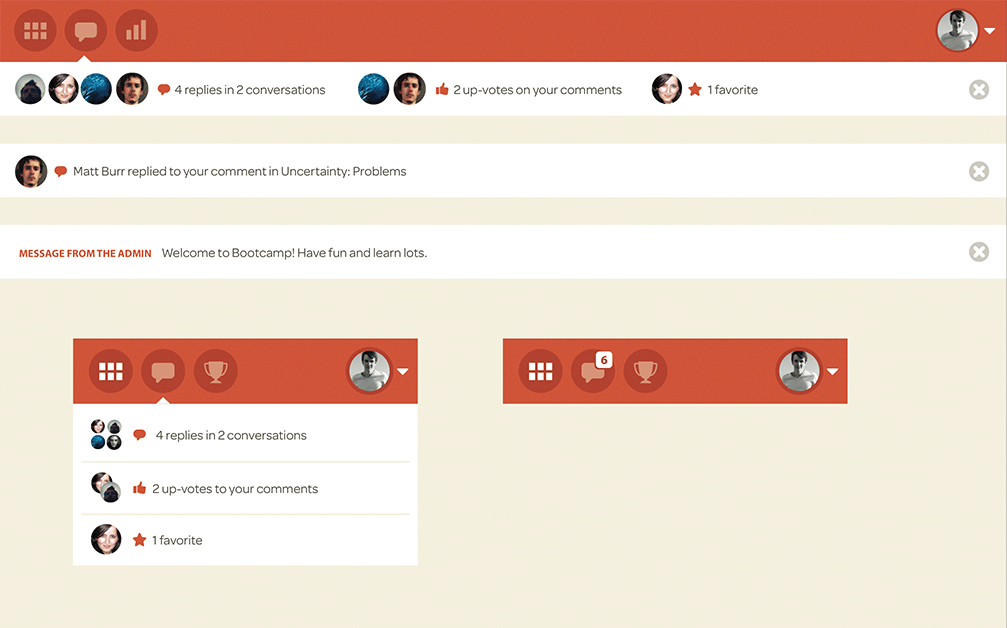 4 replies in 2 conversations 2 up-votes on your comments 1 favorite
Matt Burr replied to your comment in Uncertainty: Problems
MESSAGE FROM THE ADMIN Welcome to Bootcamp! Have fun and learn lots.
6
4 replies in 2 conversations
2 up-votes to your comments
1 favorite